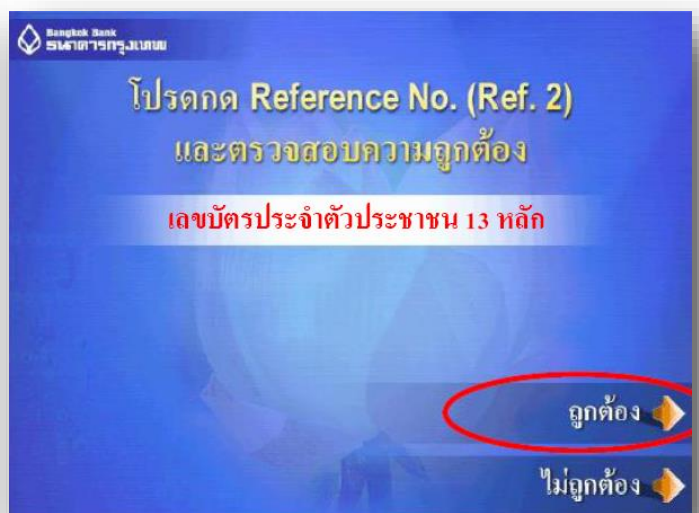 Bangkok Bank
ธนาคารกรุงเทพ
โปรดกด Reference No. (Ref. 2)
และตรวจสอบความถูกต้อง
เลขบัตรประจำตัวประชาชน 13 หลัก
ถูกต้อง
ไม่ถูกต้อง